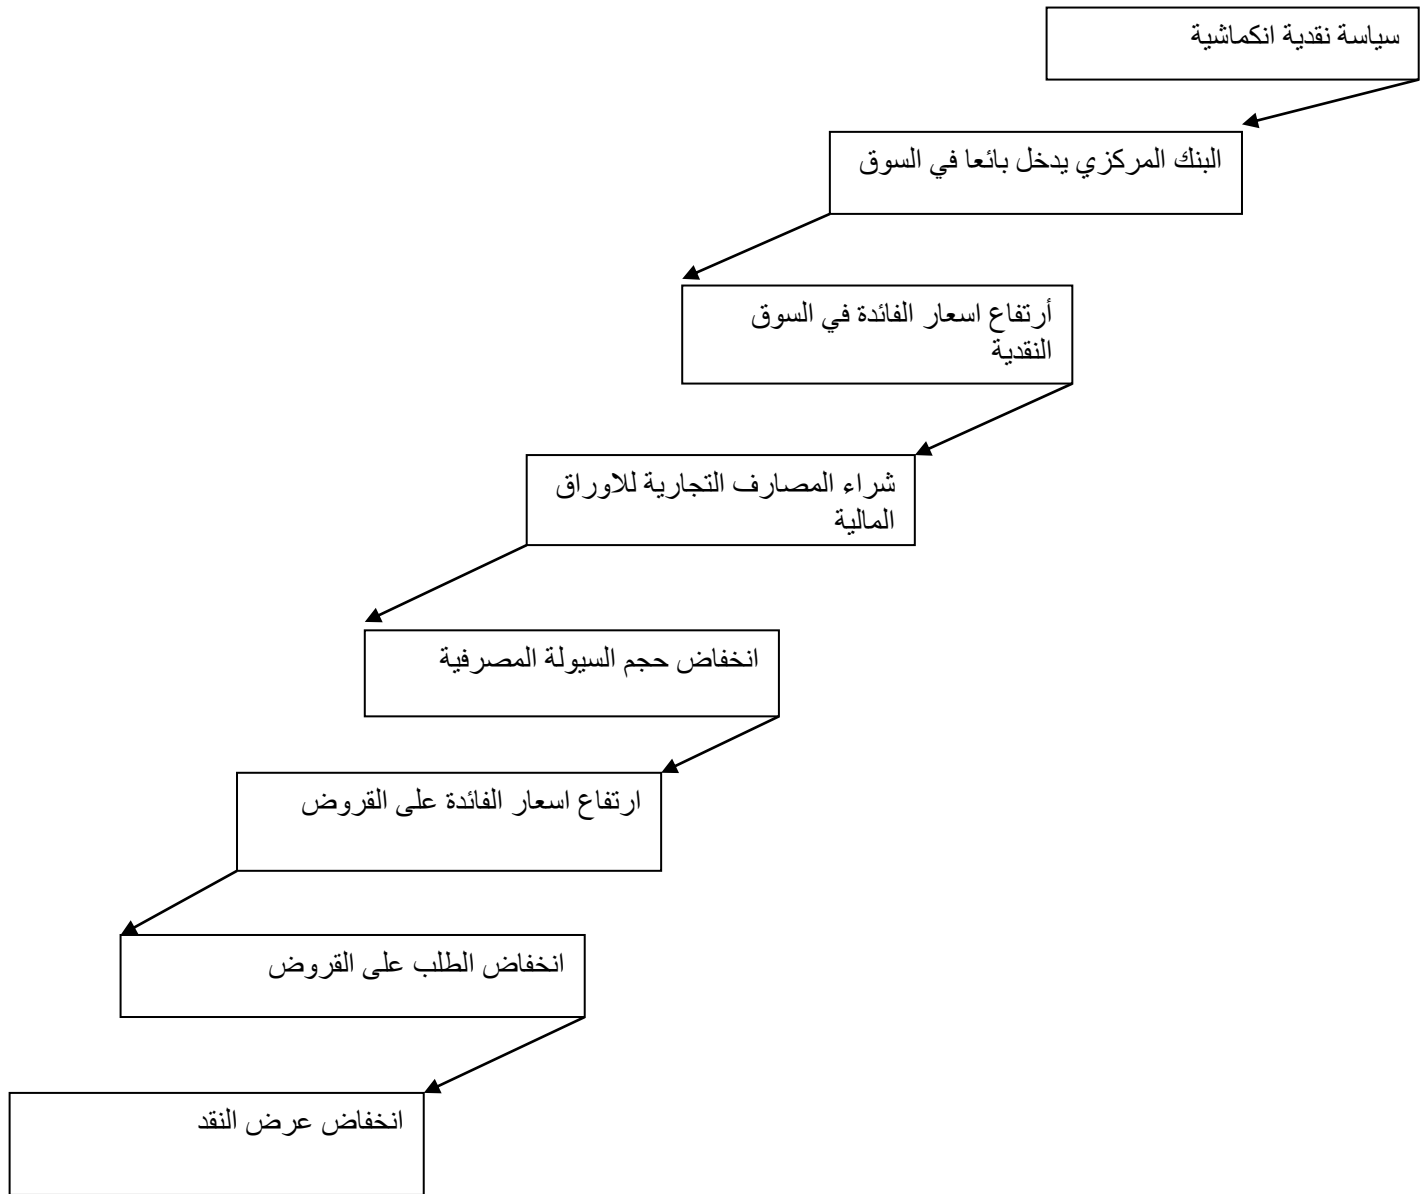 سياسة نقدية انكماشية
البنك المركزي يدخل بائعا في السوق
أرتفاع اسعار الفائدة في السوق
النقدية
شراء المصارف التجارية للاوراق
المالية
انخفاض حجم السيولة المصرفية
ارتفاع اسعار الفائدة على القروض
انخفاض الطلب على القروض
انخفاض عرض النقد